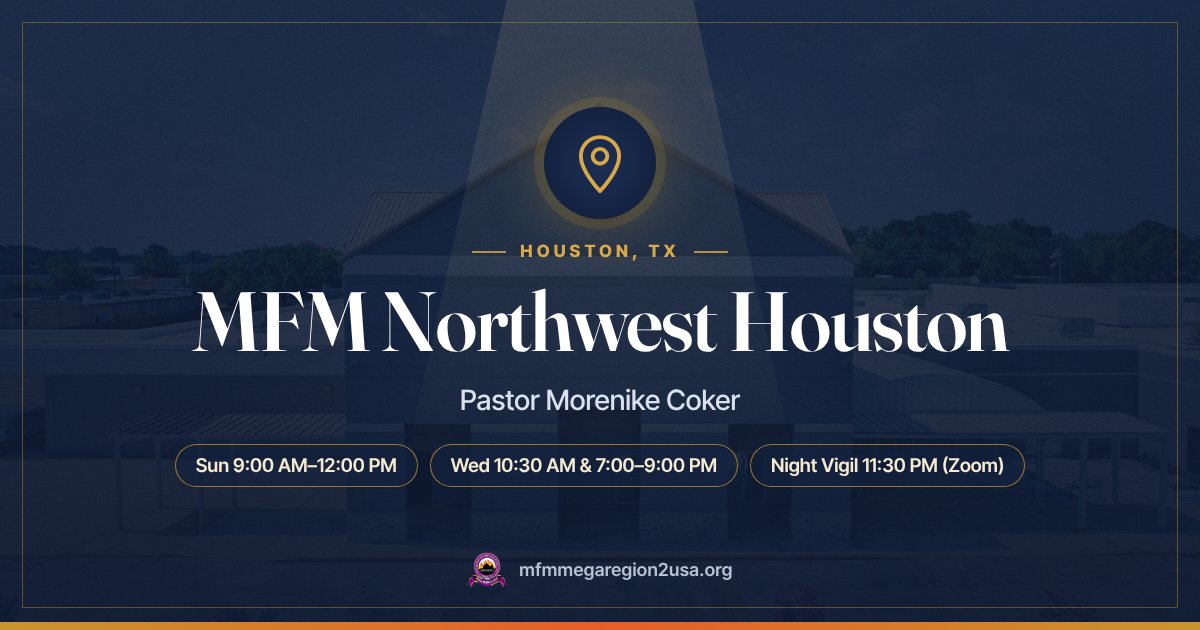 HOUSTON, TX
MFM Northwest Houston
Pastor Morenike Coker
Sun 9:00 AM–12:00 PM
Wed 10:30 AM & 7:00–9:00 PM
Night Vigil 11:30 PM (Zoom)
mfmmegaregion2usa.org